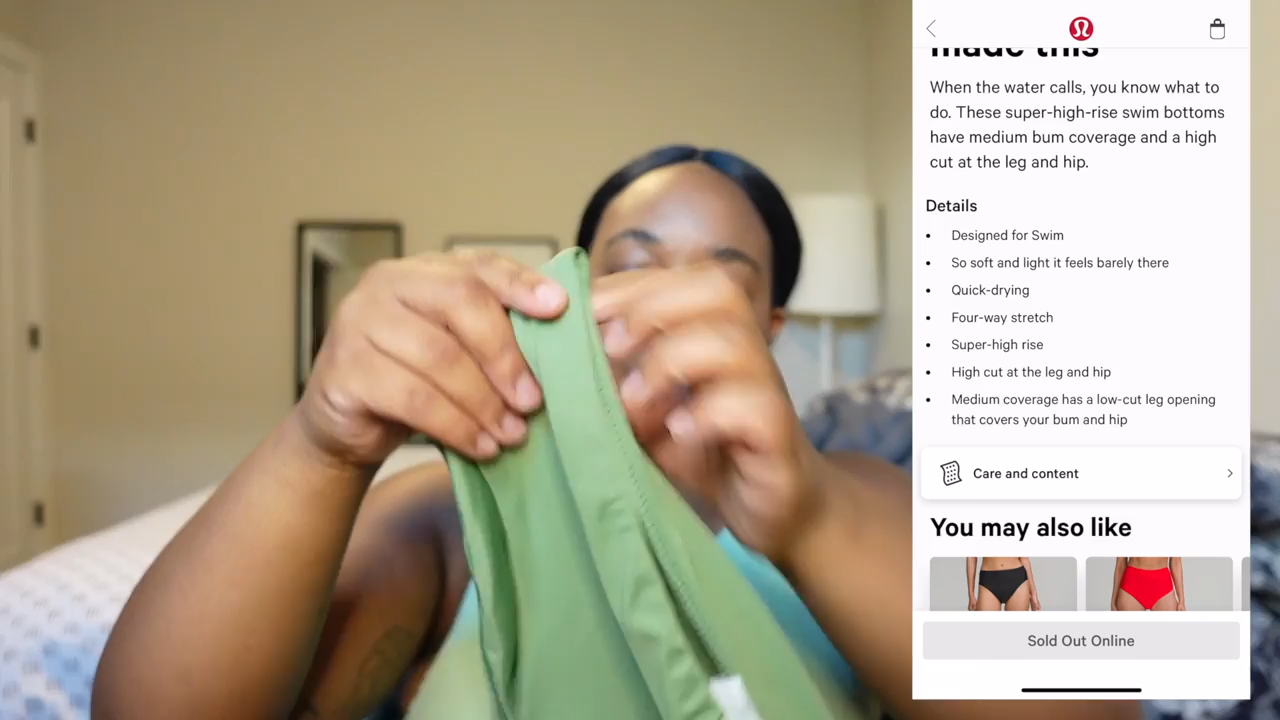 made this
When the water calls, you know what to
do. These super-high-rise swim bottoms
have medium bum coverage and a high
cut at the leg and hip.
Details
• Designed for Swim
• So soft and light it feels barely there
• Quick-drying
• Four-way stretch
• Super-high rise
• High cut at the leg and hip
• Medium coverage has a low-cut leg opening
that covers your bum and hip
Care and content
You may also like
Sold Out Online